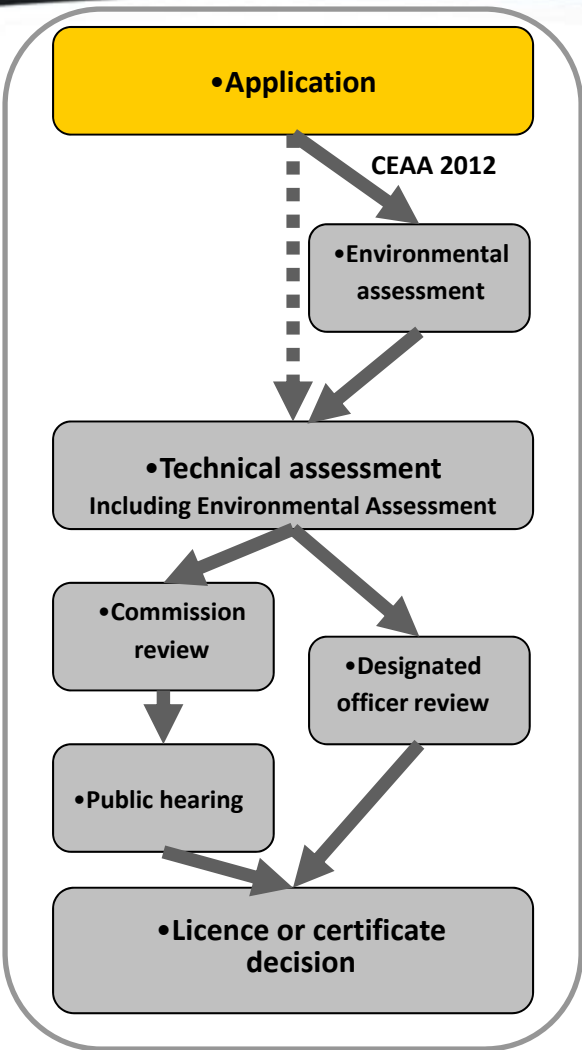 •Application
CEAA 2012
•Environmental
assessment
•Technical assessment
Including Environmental Assessment
•Commission
review
•Designated
officer review
•Public hearing
•Licence or certificate
decision